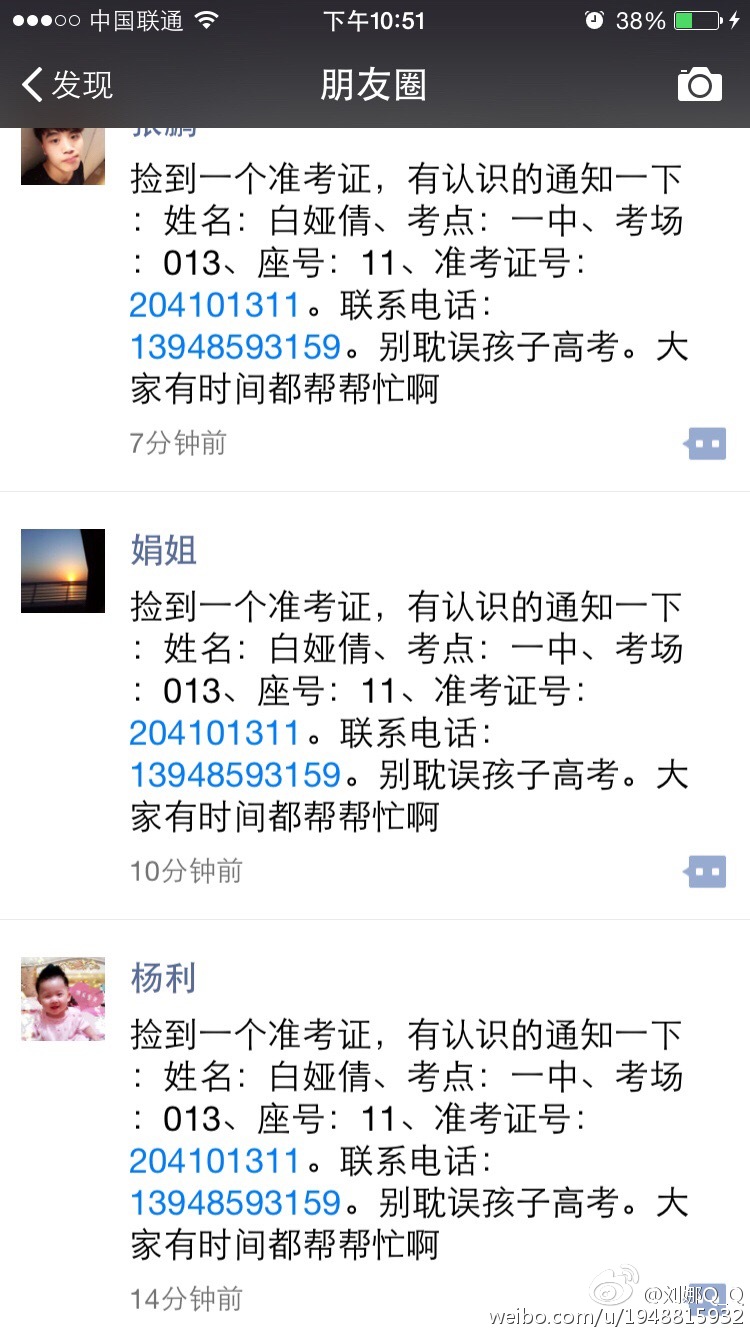 中国联通 下午10:51 38%
发现 朋友圈
张鹏
捡到一个准考证，有认识的通知一下
：姓名：白娅倩、考点：一中、考场
：013、座号：11、准考证号：
204101311。联系电话：
13948593159。别耽误孩子高考。大
家有时间都帮帮忙啊
7分钟前
娟姐
捡到一个准考证，有认识的通知一下
：姓名：白娅倩、考点：一中、考场
：013、座号：11、准考证号：
204101311。联系电话：
13948593159。别耽误孩子高考。大
家有时间都帮帮忙啊
10分钟前
杨利
捡到一个准考证，有认识的通知一下
：姓名：白娅倩、考点：一中、考场
：013、座号：11、准考证号：
204101311。联系电话：
13948593159。别耽误孩子高考。大
家有时间都帮帮忙啊
14分钟前
@刘娜Q_Q
weibo.com/u/1948815932